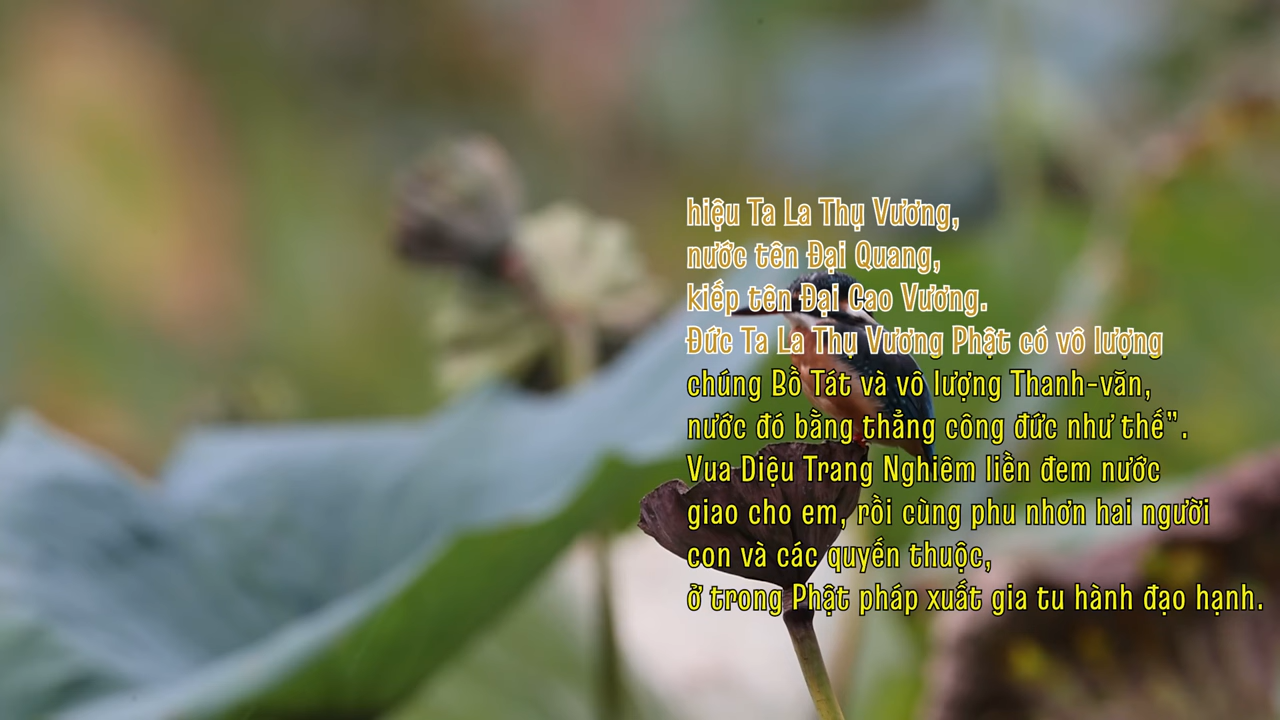 hiệu Ta La Thụ Vương,
nước tên Đại Quang,
kiếp tên Đại Cao Vương.
Đức Ta La Thụ Vương Phật có vô lượng
chúng Bồ Tát và vô lượng Thanh-văn,
nước đó bằng thẳng công đức như thế”.
Vua Diệu Trang Nghiêm liền đem nước
giao cho em, rồi cùng phu nhơn hai người
con và các quyến thuộc,
ở trong Phật pháp xuất gia tu hành đạo hạnh.